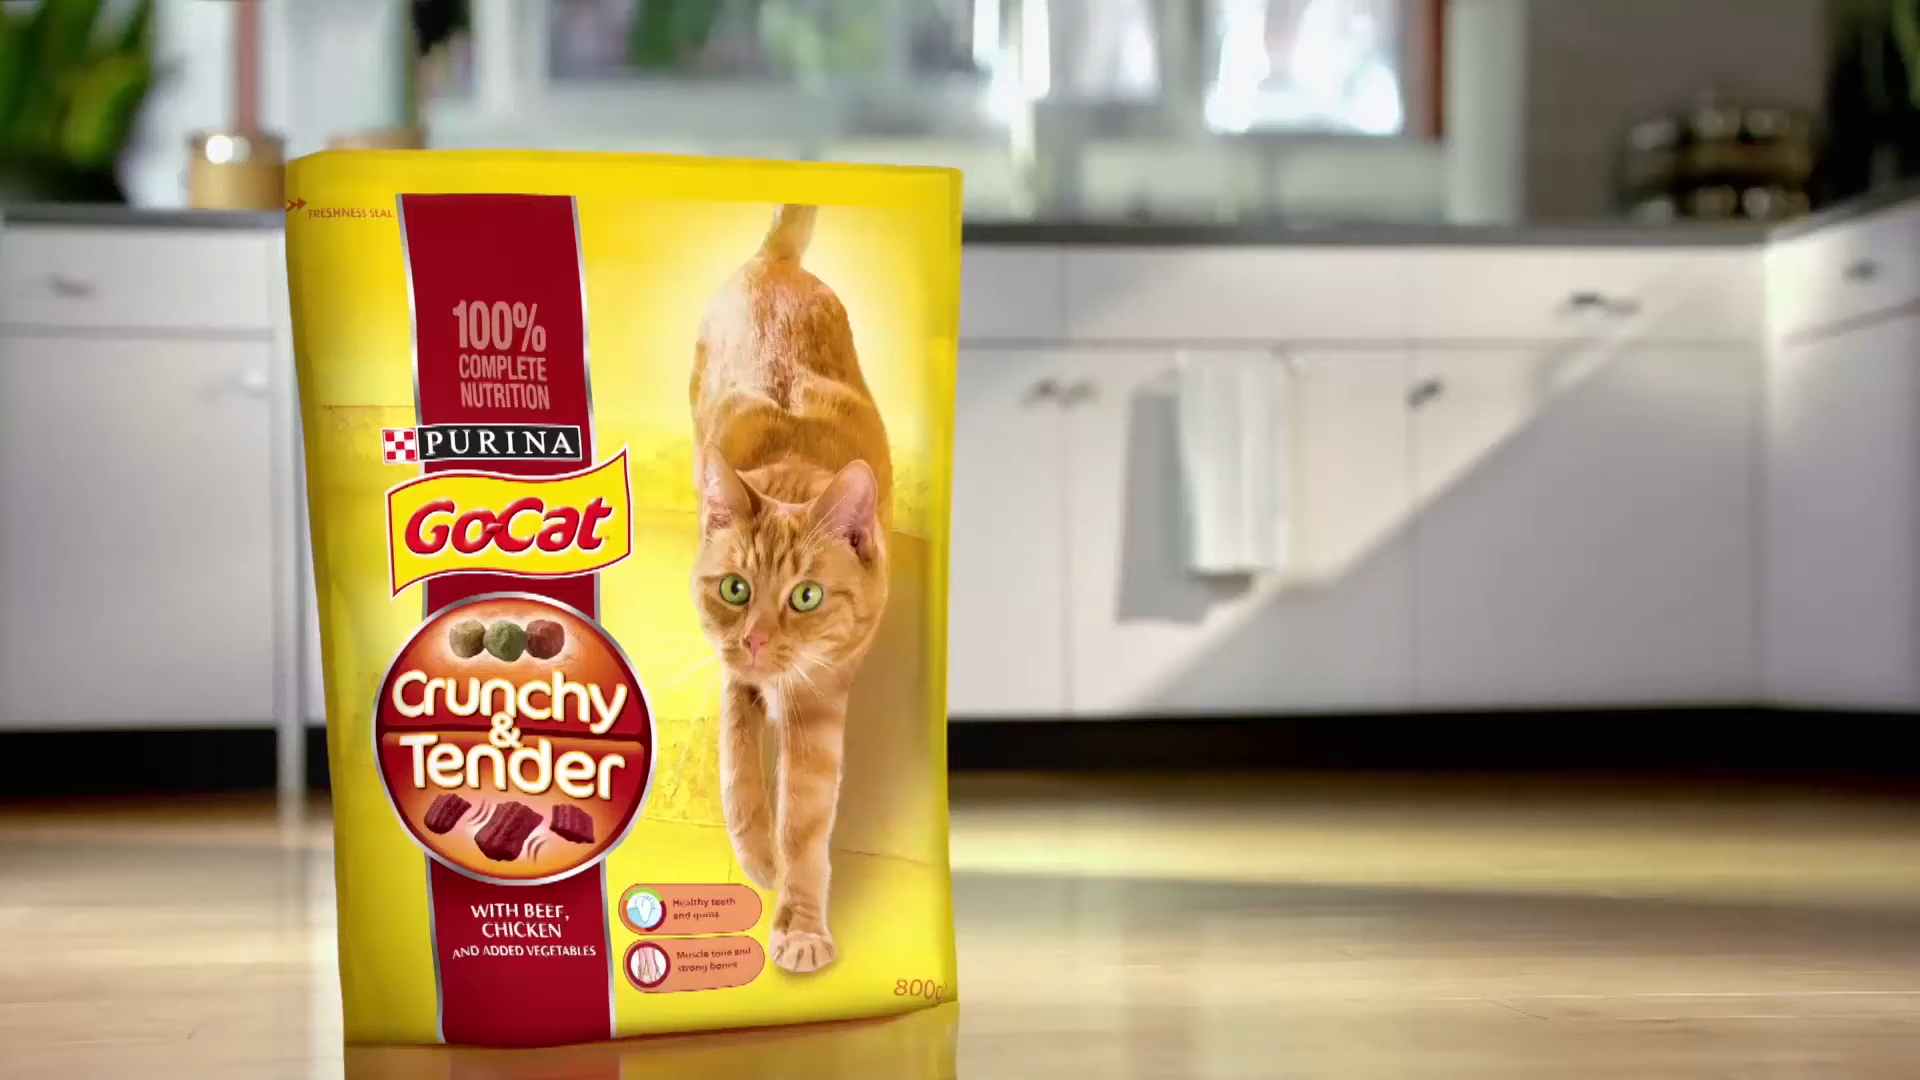 FRESHNESS SEAL
100%
COMPLETE
NUTRITION
PURINA
GoCat
Crunchy
&
Tender
WITH BEEF,
CHICKEN
AND ADDED VEGETABLES
Healthy teeth
and gums
Muscle tone and
strong bones
800g